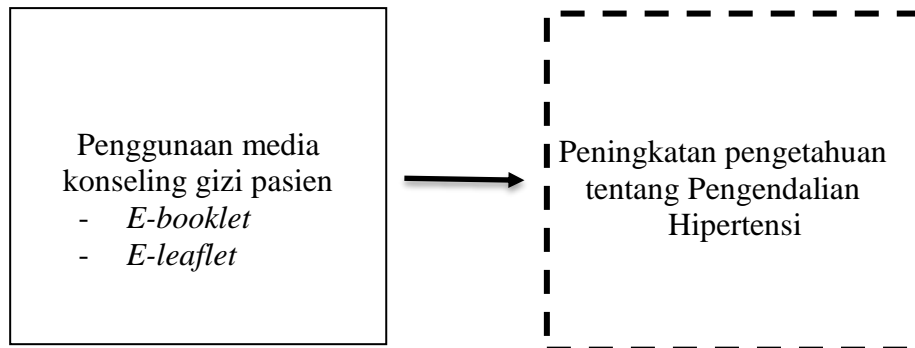 Penggunaan media
konseling gizi pasien
- E-booklet
- E-leaflet
Peningkatan pengetahuan
tentang Pengendalian
Hipertensi